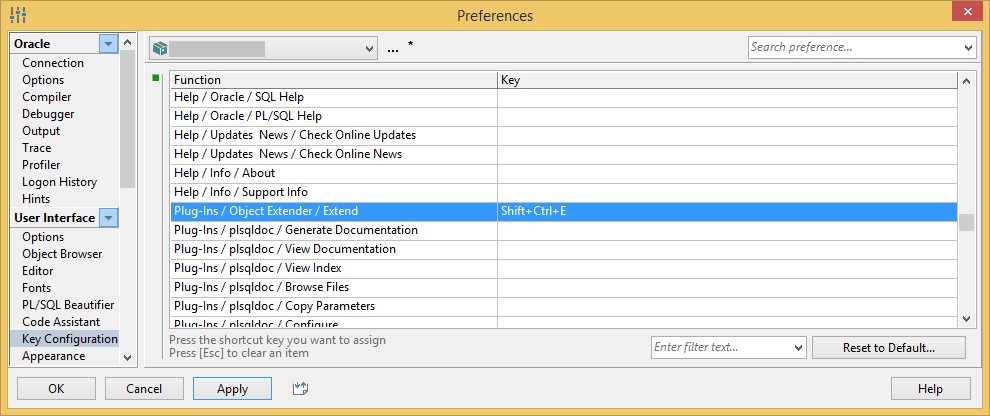 Preferences
Oracle
Connection
Options
Compiler
Debugger
Output
Trace
Profiler
Logon History
Hints
User Interface
Options
Object Browser
Editor
Fonts
PL/SQL Beautifier
Code Assistant
Key Configuration
Appearance
... *
Search preference...
Function Key
Help / Oracle / SQL Help
Help / Oracle / PL/SQL Help
Help / Updates  News / Check Online Updates
Help / Updates  News / Check Online News
Help / Info / About
Help / Info / Support Info
Plug-Ins / Object Extender / Extend Shift+Ctrl+E
Plug-Ins / plsqldoc / Generate Documentation
Plug-Ins / plsqldoc / View Documentation
Plug-Ins / plsqldoc / View Index
Plug-Ins / plsqldoc / Browse Files
Plug-Ins / plsqldoc / Copy Parameters
Plug-Ins / plsqldoc / Configure
Press the shortcut key you want to assign
Press [Esc] to clear an item
Enter filter text...
Reset to Default...
OK
Cancel
Apply
Help